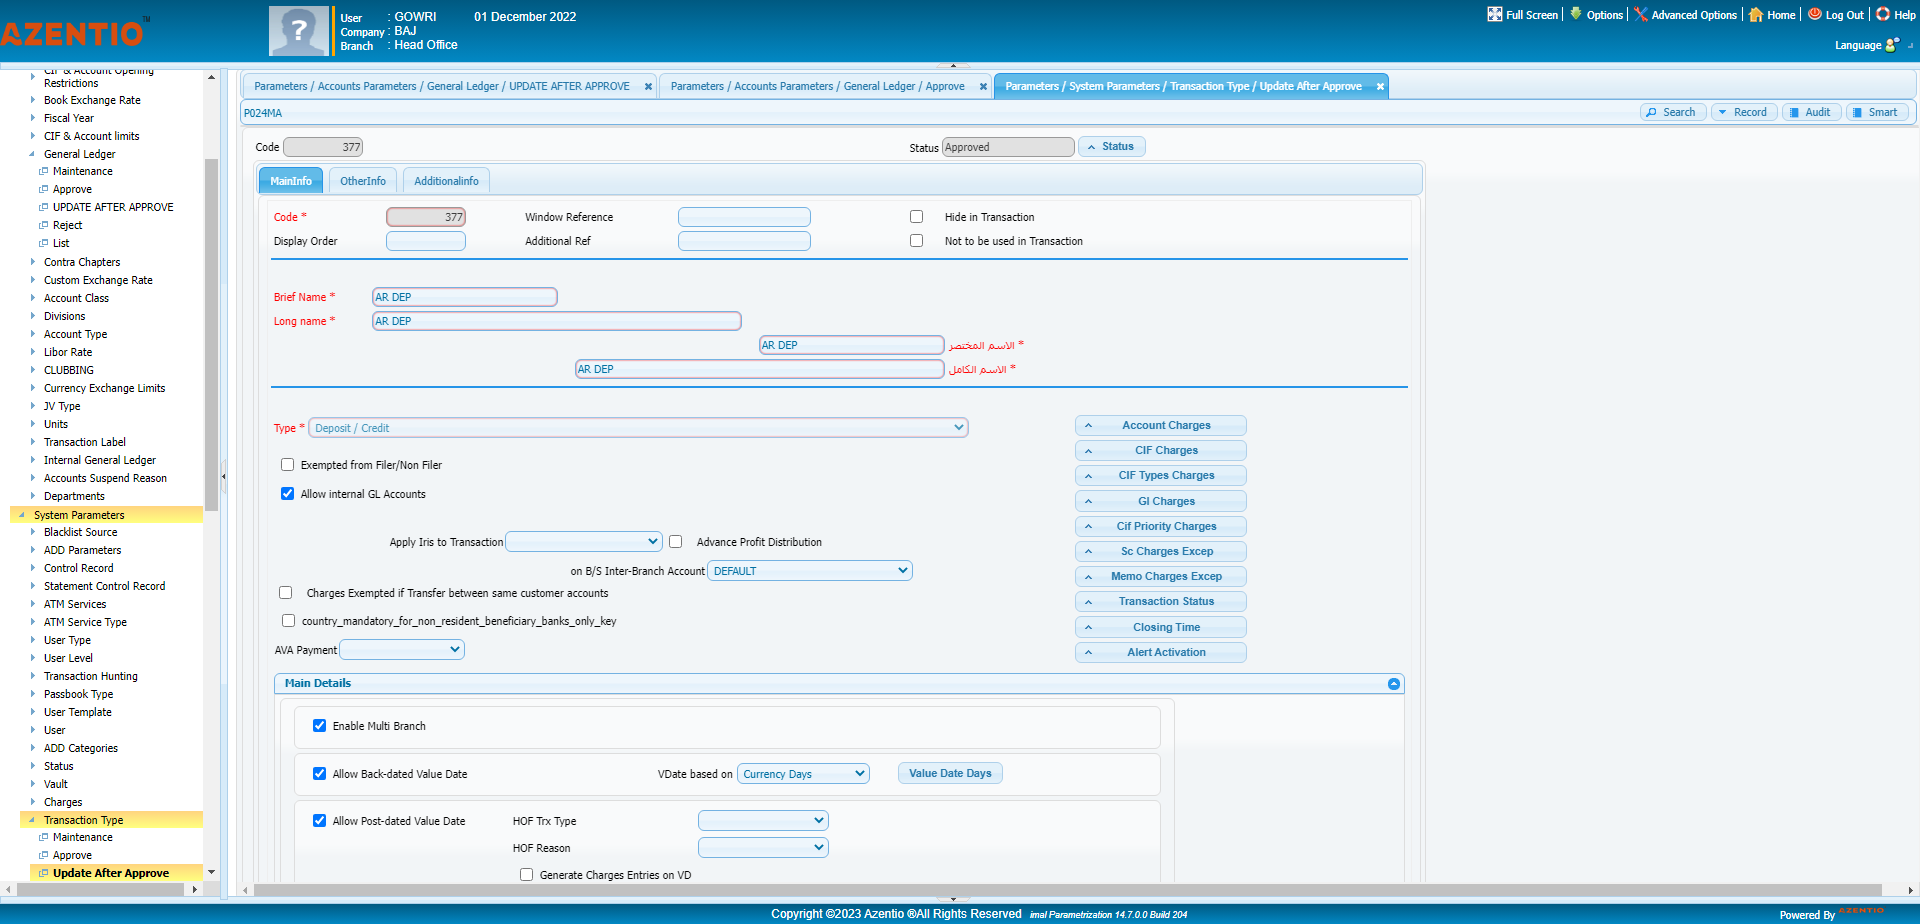 AZENTIO™
User : GOWRI 01 December 2022
Company : BAJ
Branch : Head Office
Full Screen Options Advanced Options Home Log Out Help
Language
CIF & Account Opening Restrictions
Book Exchange Rate
Fiscal Year
CIF & Account limits
General Ledger
Maintenance
Approve
UPDATE AFTER APPROVE
Reject
List
Contra Chapters
Custom Exchange Rate
Account Class
Divisions
Account Type
Libor Rate
CLUBBING
Currency Exchange Limits
JV Type
Units
Transaction Label
Internal General Ledger
Accounts Suspend Reason
Departments
System Parameters
Blacklist Source
ADD Parameters
Control Record
Statement Control Record
ATM Services
ATM Service Type
User Type
User Level
Transaction Hunting
Passbook Type
User Template
User
ADD Categories
Status
Vault
Charges
Transaction Type
Maintenance
Approve
Update After Approve
Parameters / Accounts Parameters / General Ledger / UPDATE AFTER APPROVE
Parameters / Accounts Parameters / General Ledger / Approve
Parameters / System Parameters / Transaction Type / Update After Approve
P024MA
Search Record Audit Smart
Code 377 Status Approved Status
MainInfo OtherInfo Additionalinfo
Code * 377 Window Reference Hide in Transaction
Display Order Additional Ref Not to be used in Transaction
Brief Name * AR DEP
Long name * AR DEP
AR DEP الاسم المختصر *
AR DEP الاسم الكامل *
Type * Deposit / Credit
Exempted from Filer/Non Filer
Allow internal GL Accounts
Apply Iris to Transaction Advance Profit Distribution
on B/S Inter-Branch Account DEFAULT
Charges Exempted if Transfer between same customer accounts
country_mandatory_for_non_resident_beneficiary_banks_only_key
AVA Payment
Account Charges
CIF Charges
CIF Types Charges
Gl Charges
Cif Priority Charges
Sc Charges Excep
Memo Charges Excep
Transaction Status
Closing Time
Alert Activation
Main Details
Enable Multi Branch
Allow Back-dated Value Date VDate based on Currency Days Value Date Days
Allow Post-dated Value Date HOF Trx Type
HOF Reason
Generate Charges Entries on VD
Copyright ©2023 Azentio ®All Rights Reserved imal Parametrization 14.7.0.0 Build 204
Powered By AZENTIO